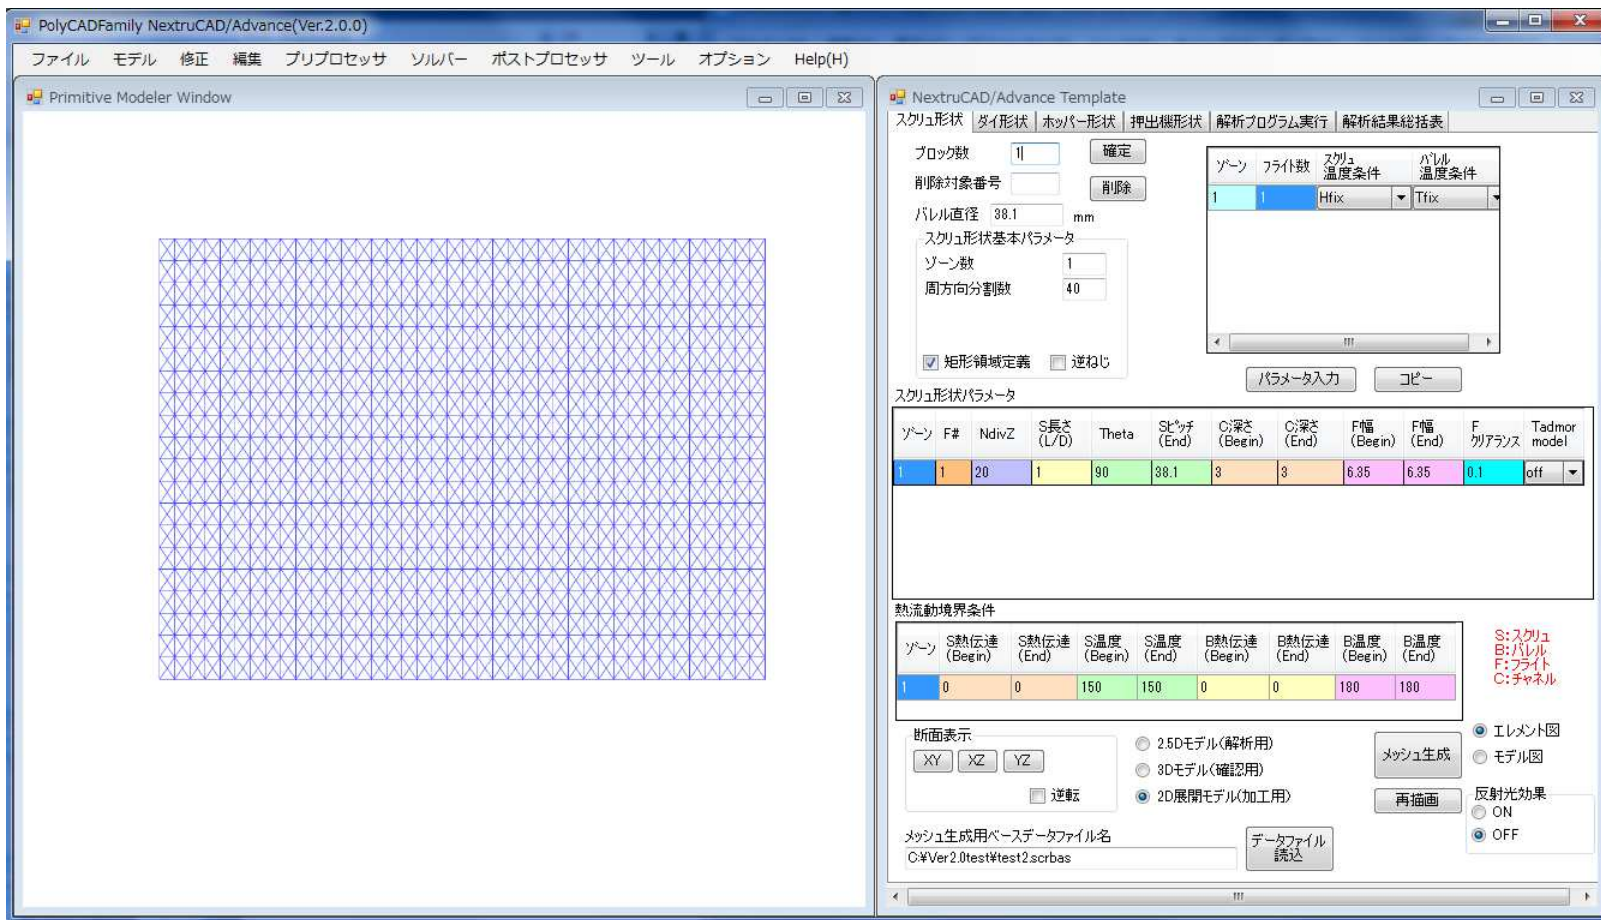 PolyCADFamily NextruCAD/Advance(Ver.2.0.0)
ファイル モデル 修正 編集 プリプロセッサ ソルバー ポストプロセッサ ツール オプション Help(H)
Primitive Modeler Window
NextruCAD/Advance Template
スクリュ形状 ダイ形状 ホッパー形状 押出機形状 解析プログラム実行 解析結果総括表
ブロック数 1 確定
削除対象番号 削除
バレル直径 38.1 mm
スクリュ形状基本パラメータ
ゾーン数 1
周方向分割数 40
矩形領域定義 逆ねじ
ゾーン フライト数 スクリュ温度条件 バレル温度条件
1 1 Hfix Tfix
パラメータ入力 コピー
スクリュ形状パラメータ
ゾーン F# NdivZ S長さ(L/D) Theta Sピッチ(End) C深さ(Begin) C深さ(End) F幅(Begin) F幅(End) Fクリアランス Tadmor model
1 1 20 1 90 38.1 3 3 6.35 6.35 0.1 off
熱流動境界条件
ゾーン S熱伝達(Begin) S熱伝達(End) S温度(Begin) S温度(End) B熱伝達(Begin) B熱伝達(End) B温度(Begin) B温度(End)
1 0 0 150 150 0 0 180 180
S:スクリュ
B:バレル
F:フライト
C:チャネル
断面表示
XY XZ YZ
逆転
2.5Dモデル(解析用)
3Dモデル(確認用)
2D展開モデル(加工用)
メッシュ生成
再描画
エレメント図
モデル図
反射光効果
ON
OFF
メッシュ生成用ベースデータファイル名
C:¥Ver2.0test¥test2.scrbas
データファイル
読込